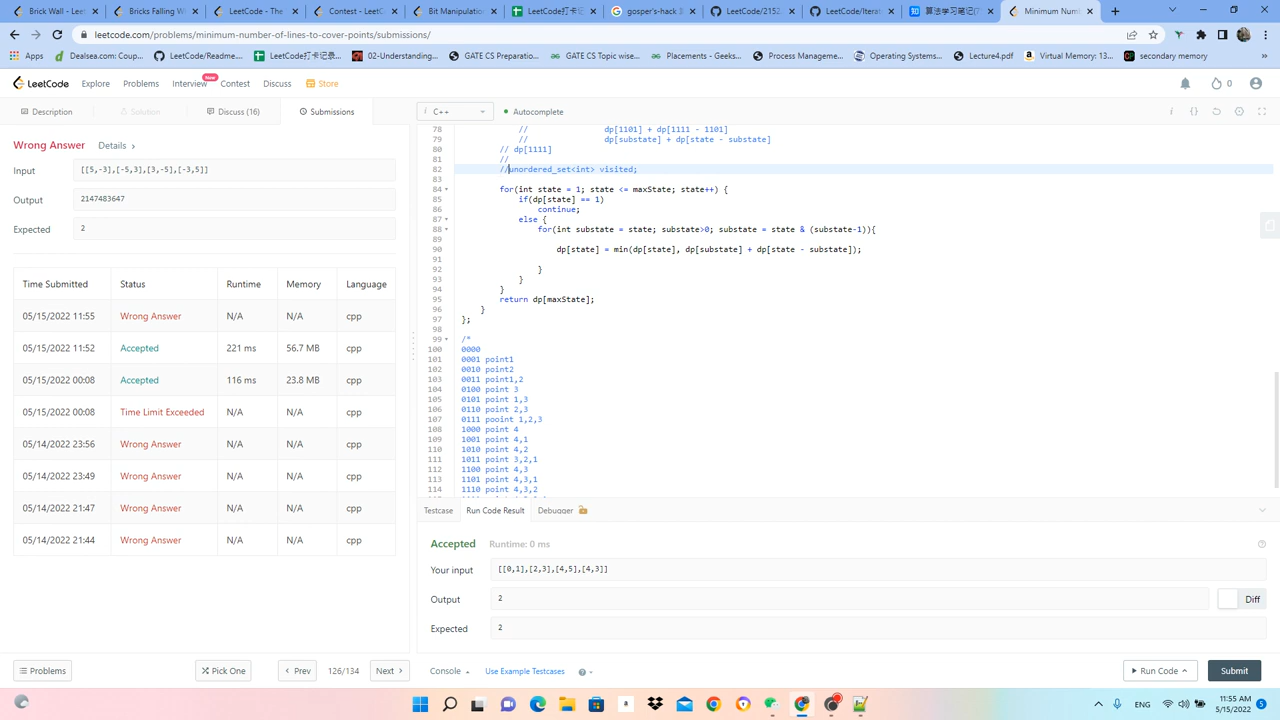 Brick Wall - Le
Bricks Falling W
The Maximum N
Contest - LeetC
Bit Manipulatio
LeetCode打卡
gosper's-hack 
LeetCode/2152
LeetCode/Iterat
算法学习笔记(
Minimum Num
leetcode.com/problems/minimum-number-of-lines-to-cover-points/submissions/
Apps
Dealsea.com: Coup...
LeetCode/Readme...
LeetCode打卡记录...
02-Understanding...
GATE CS Preparati...
GATE CS Topic wise...
Placements - Geeks...
Process Managemen...
Operating Systems...
Lecture4.pdf
Virtual Memory: 13...
secondary memory
»
LeetCode
Explore
Problems
Interview
New
Contest
Discuss
Store
0
Description
Solution
Discuss (16)
Submissions
C++
Autocomplete
Wrong Answer
Details ›
Input
[[5,-3],[-5,3],[3,-5],[-3,5]]
Output
2147483647
Expected
2
Time Submitted Status Runtime Memory Language
05/15/2022 11:55 Wrong Answer N/A N/A cpp
05/15/2022 11:52 Accepted 221 ms 56.7 MB cpp
05/15/2022 00:08 Accepted 116 ms 23.8 MB cpp
05/15/2022 00:08 Time Limit Exceeded N/A N/A cpp
05/14/2022 23:56 Wrong Answer N/A N/A cpp
05/14/2022 23:49 Wrong Answer N/A N/A cpp
05/14/2022 21:47 Wrong Answer N/A N/A cpp
05/14/2022 21:44 Wrong Answer N/A N/A cpp
78 // dp[1101] + dp[1111 - 1101]
79 // dp[substate] + dp[state - substate]
80 // dp[1111]
81 //
82 //unordered_set<int> visited;
83
84 for(int state = 1; state <= maxState; state++) {
85 if(dp[state] == 1)
86 continue;
87 else {
88 for(int substate = state; substate>0; substate = state & (substate-1)){
89
90 dp[state] = min(dp[state], dp[substate] + dp[state - substate]);
91
92 }
93 }
94 }
95 return dp[maxState];
96 }
97 };
98
99 /*
100 0000
101 0001 point1
102 0010 point2
103 0011 point1,2
104 0100 point 3
105 0101 point 1,3
106 0110 point 2,3
107 0111 pooint 1,2,3
108 1000 point 4
109 1001 point 4,1
110 1010 point 4,2
111 1011 point 3,2,1
112 1100 point 4,3
113 1101 point 4,3,1
114 1110 point 4,3,2
Testcase
Run Code Result
Debugger
Accepted
Runtime: 0 ms
Your input
[[0,1],[2,3],[4,5],[4,3]]
Output
2
Diff
Expected
2
Problems
Pick One
‹ Prev
126/134
Next ›
Console
Use Example Testcases
Run Code
Submit
ENG
11:55 AM
5/15/2022